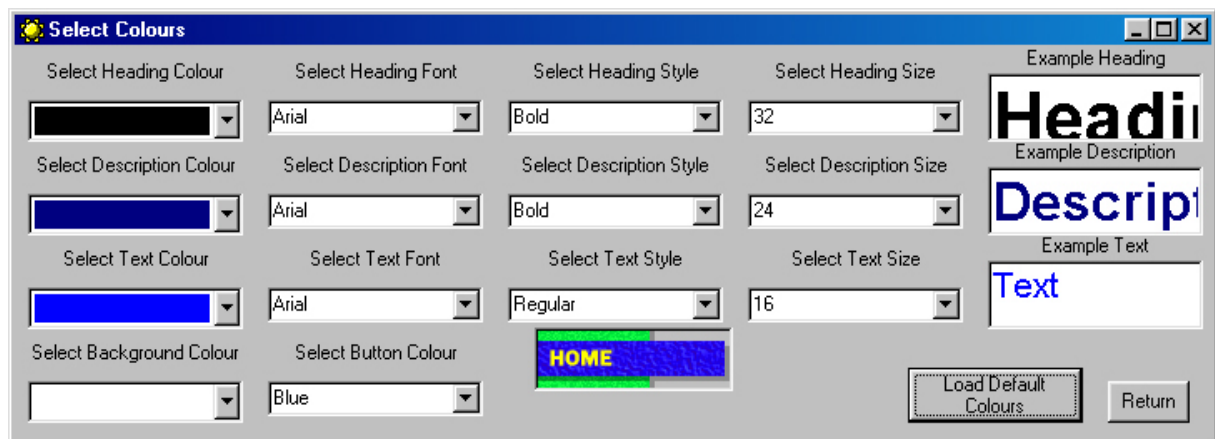 Select Colours
Select Heading Colour
Select Heading Font
Select Heading Style
Select Heading Size
Example Heading
Arial
Bold
32
Headi
Select Description Colour
Select Description Font
Select Description Style
Select Description Size
Example Description
Arial
Bold
24
Descrip
Select Text Colour
Select Text Font
Select Text Style
Select Text Size
Example Text
Arial
Regular
16
Text
Select Background Colour
Select Button Colour
HOME
Blue
Load Default
Colours
Return